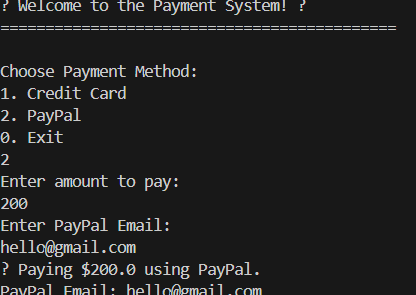 ? Welcome to the Payment System! ?
============================================
Choose Payment Method:
1. Credit Card
2. PayPal
0. Exit
2
Enter amount to pay:
200
Enter PayPal Email:
hello@gmail.com
? Paying $200.0 using PayPal.
PayPal Email: hello@gmail.com